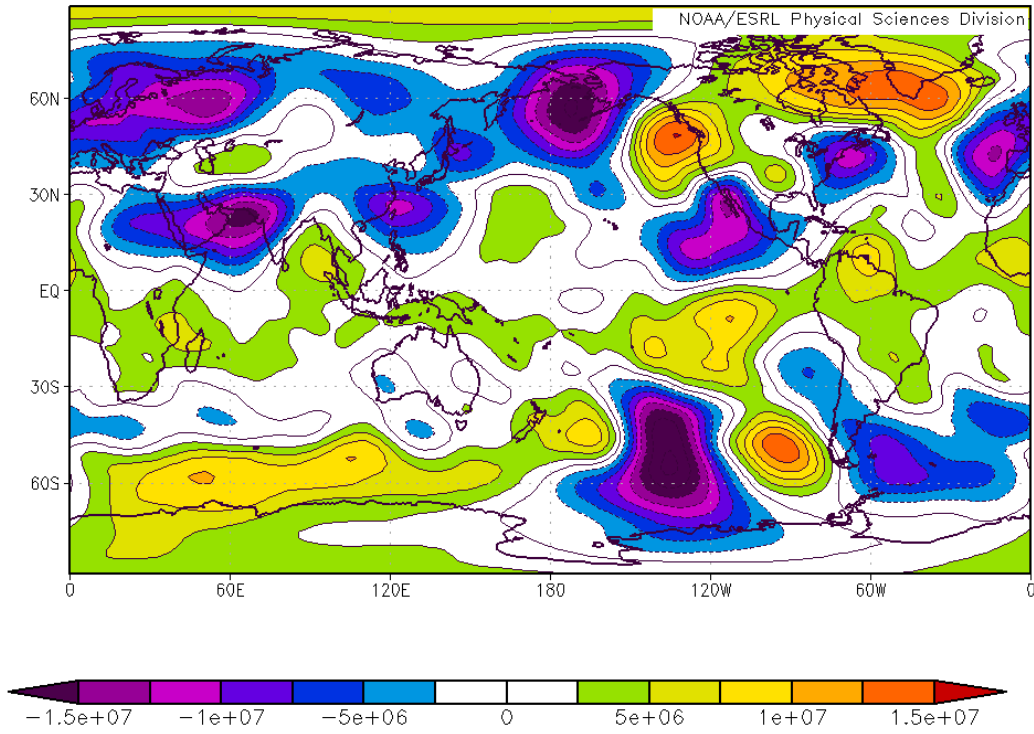 NOAA/ESRL Physical Sciences Division
60N
30N
EQ
30S
60S
0 60E 120E 180 120W 60W 0
−1.5e+07 −1e+07 −5e+06 0 5e+06 1e+07 1.5e+07